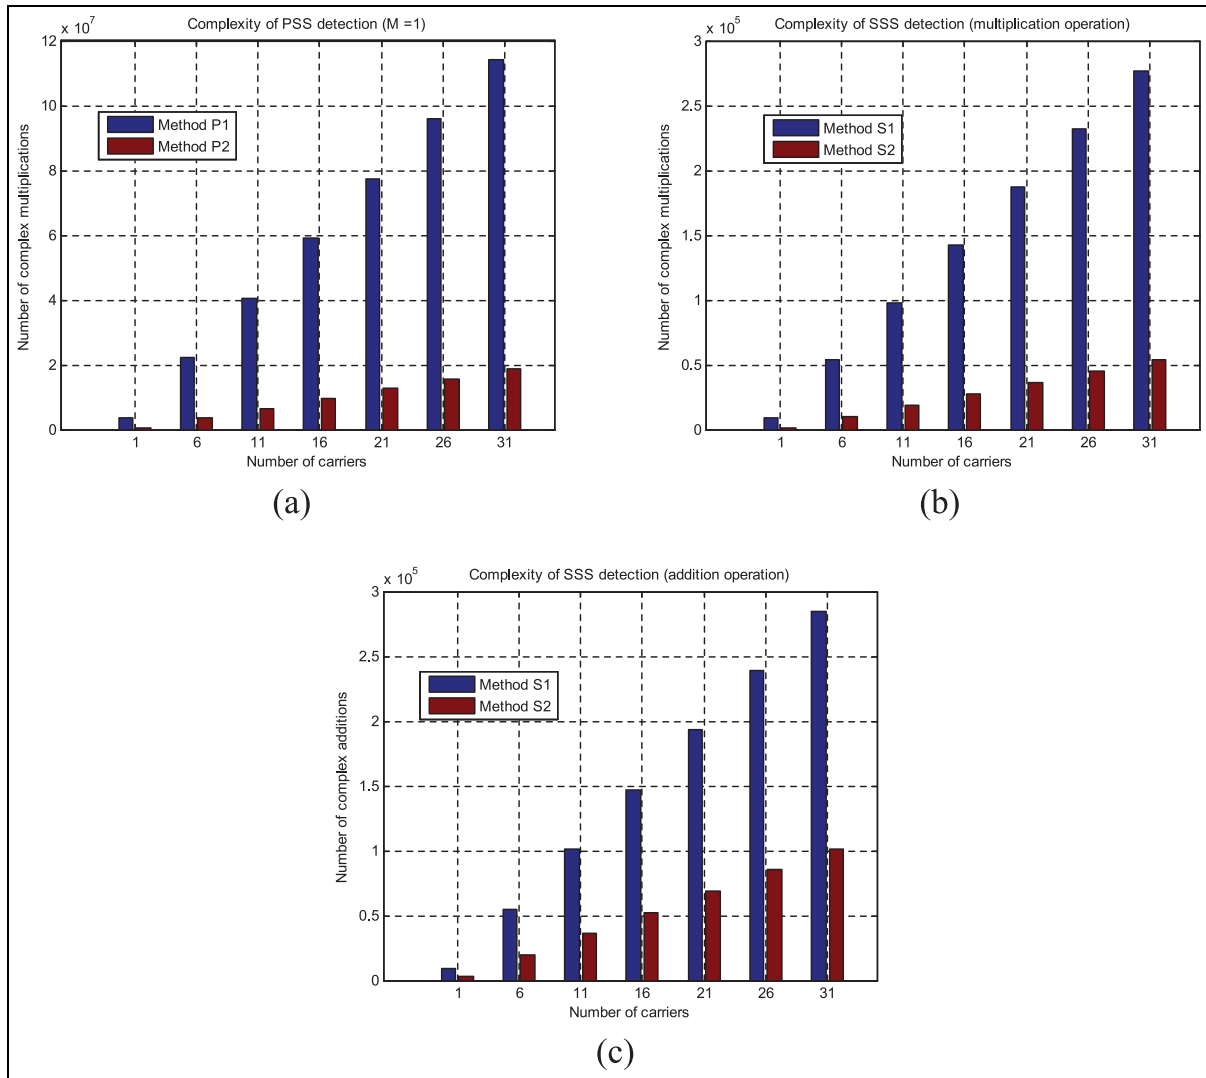 Complexity of PSS detection (M =1)
x 10^7
12
10
8
6
4
2
0
Number of complex multiplications
Method P1
Method P2
1 6 11 16 21 26 31
Number of carriers
(a)
Complexity of SSS detection (multiplication operation)
x 10^5
3
2.5
2
1.5
1
0.5
0
Number of complex multiplications
Method S1
Method S2
1 6 11 16 21 26 31
Number of carriers
(b)
Complexity of SSS detection (addition operation)
x 10^5
3
2.5
2
1.5
1
0.5
0
Number of complex additions
Method S1
Method S2
1 6 11 16 21 26 31
Number of carriers
(c)